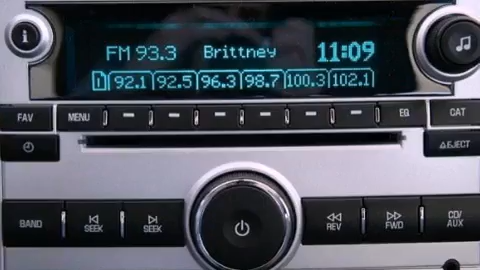 FM 93.3 Brittney 11:09
1 92.1 92.5 96.3 98.7 100.3 102.1
FAV MENU EQ CAT
EJECT
BAND SEEK SEEK REV FWD CD/
AUX